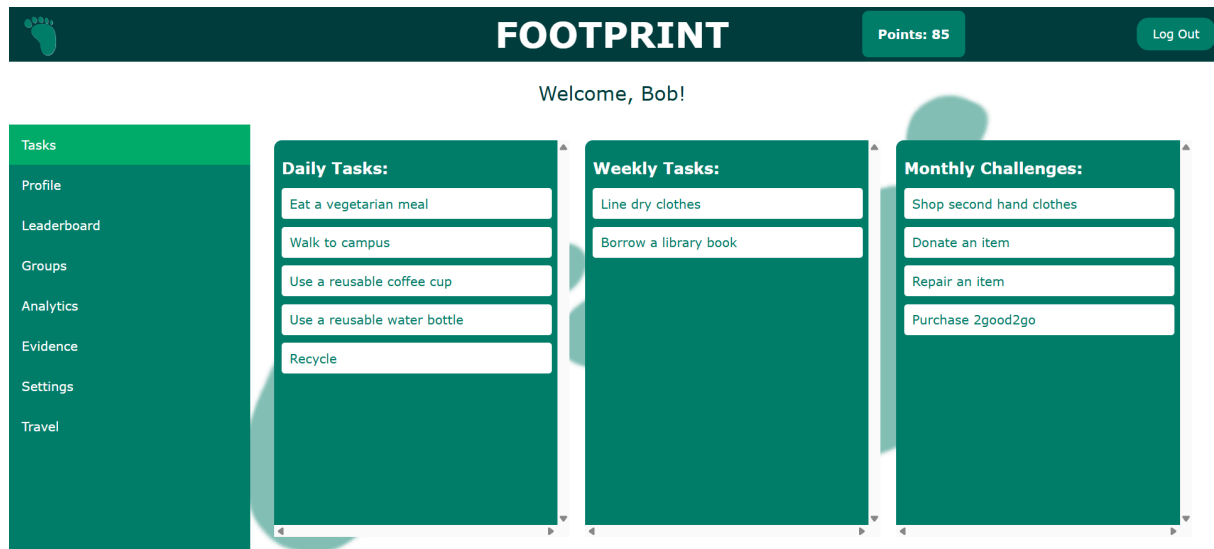 FOOTPRINT
Points: 85
Log Out
Welcome, Bob!
Tasks
Profile
Leaderboard
Groups
Analytics
Evidence
Settings
Travel
Daily Tasks:
Eat a vegetarian meal
Walk to campus
Use a reusable coffee cup
Use a reusable water bottle
Recycle
Weekly Tasks:
Line dry clothes
Borrow a library book
Monthly Challenges:
Shop second hand clothes
Donate an item
Repair an item
Purchase 2good2go